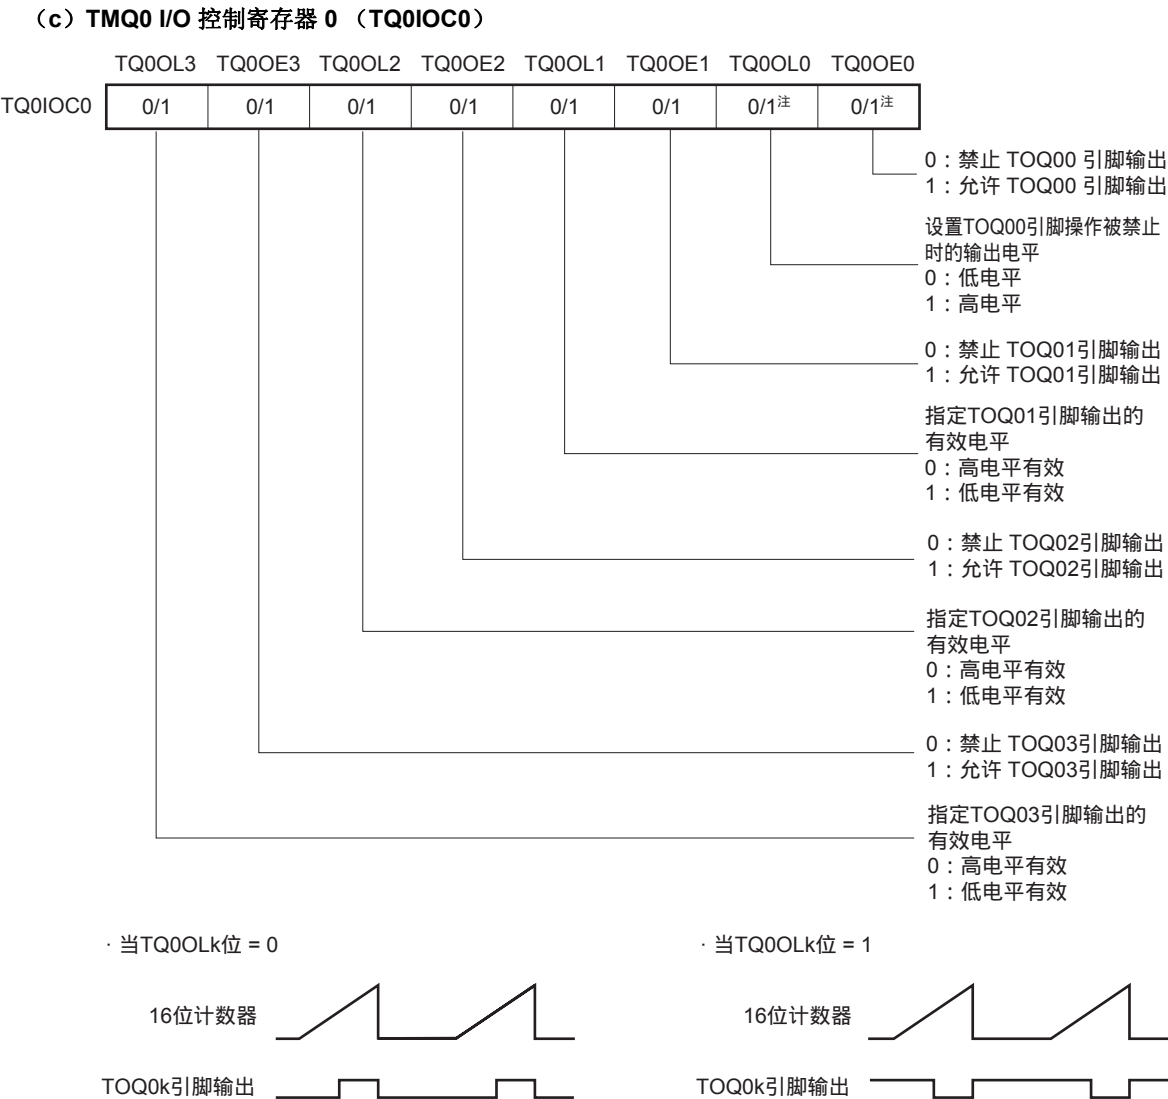 （c）TMQ0 I/O 控制寄存器 0 （TQ0IOC0）
TQ0OL3 TQ0OE3 TQ0OL2 TQ0OE2 TQ0OL1 TQ0OE1 TQ0OL0 TQ0OE0
TQ0IOC0 0/1 0/1 0/1 0/1 0/1 0/1 0/1注 0/1注
0：禁止 TOQ00 引脚输出
1：允许 TOQ00 引脚输出
设置TOQ00引脚操作被禁止
时的输出电平
0：低电平
1：高电平
0：禁止 TOQ01引脚输出
1：允许 TOQ01引脚输出
指定TOQ01引脚输出的
有效电平
0：高电平有效
1：低电平有效
0：禁止 TOQ02引脚输出
1：允许 TOQ02引脚输出
指定TOQ02引脚输出的
有效电平
0：高电平有效
1：低电平有效
0：禁止 TOQ03引脚输出
1：允许 TOQ03引脚输出
指定TOQ03引脚输出的
有效电平
0：高电平有效
1：低电平有效
· 当TQ0OLk位 = 0 · 当TQ0OLk位 = 1
16位计数器 16位计数器
TOQ0k引脚输出 TOQ0k引脚输出